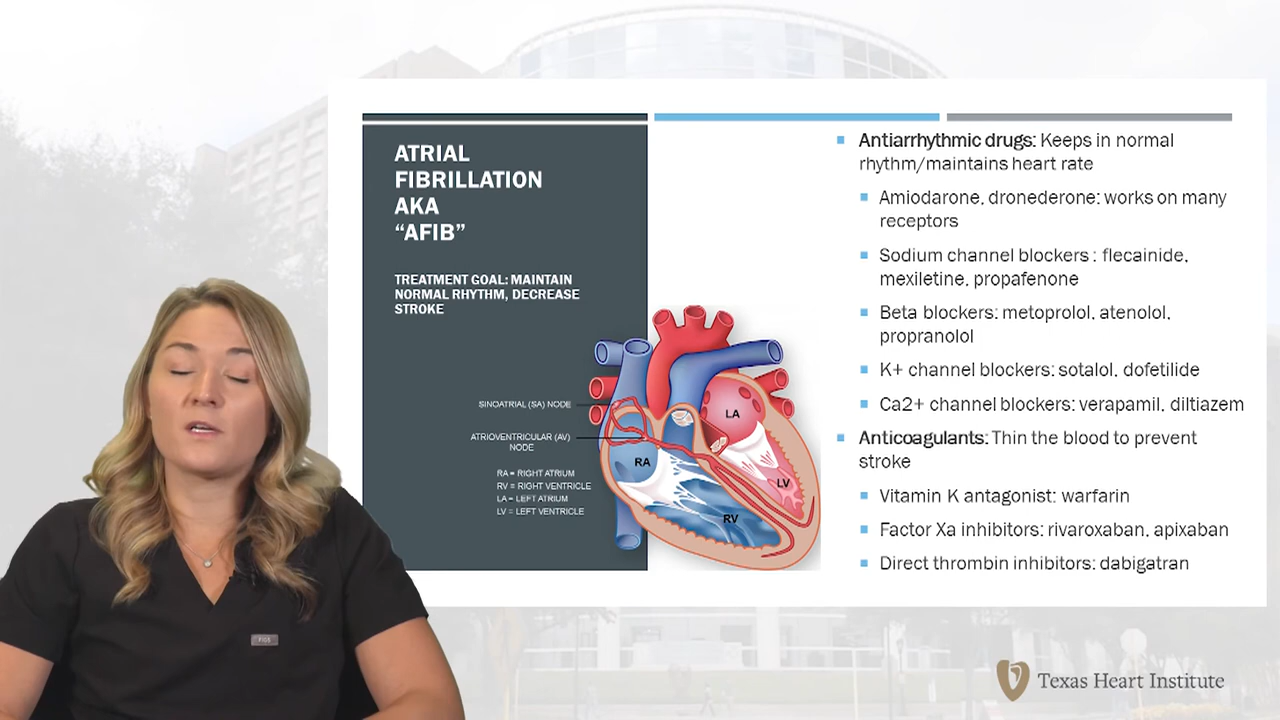 ATRIAL
FIBRILLATION
AKA
“AFIB”
TREATMENT GOAL: MAINTAIN
NORMAL RHYTHM, DECREASE
STROKE
SINOATRIAL (SA) NODE
ATRIOVENTRICULAR (AV)
NODE
RA = RIGHT ATRIUM
RV = RIGHT VENTRICLE
LA = LEFT ATRIUM
LV = LEFT VENTRICLE
LA
RA
LV
RV
Antiarrhythmic drugs: Keeps in normal
rhythm/maintains heart rate
Amiodarone, dronederone: works on many
receptors
Sodium channel blockers : flecainide,
mexiletine, propafenone
Beta blockers: metoprolol, atenolol,
propranolol
K+ channel blockers: sotalol, dofetilide
Ca2+ channel blockers: verapamil, diltiazem
Anticoagulants: Thin the blood to prevent
stroke
Vitamin K antagonist: warfarin
Factor Xa inhibitors: rivaroxaban, apixaban
Direct thrombin inhibitors: dabigatran
FIGS
Texas Heart Institute